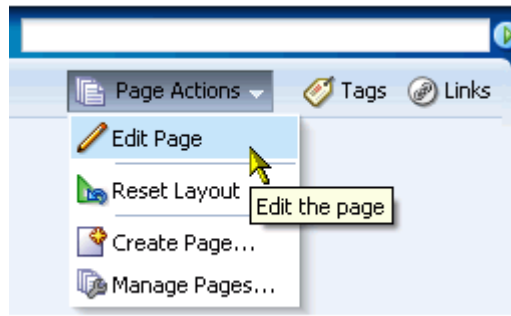 Page Actions Tags Links
Edit Page
Reset Layout
Edit the page
Create Page...
Manage Pages...